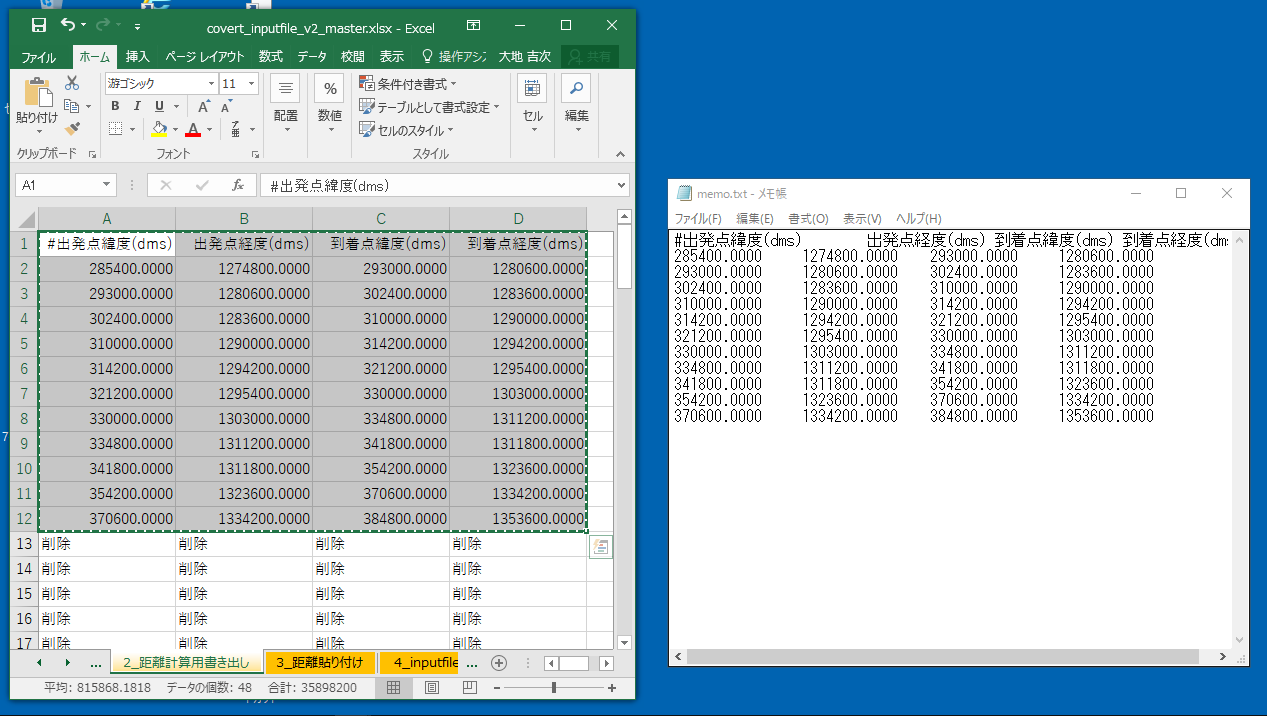 covert_inputfile_v2_master.xlsx - Excel
ファイル ホーム 挿入 ページ レイアウト 数式 データ 校閲 表示 操作アシ 大地 吉次 共有
游ゴシック 11
貼り付け
B I U A A
配置
%
数値
条件付き書式
テーブルとして書式設定
セルのスタイル
セル
編集
クリップボード フォント スタイル
A1 fx #出発点緯度(dms)
A B C D
1 #出発点緯度(dms) 出発点経度(dms) 到着点緯度(dms) 到着点経度(dms)
2 285400.0000 1274800.0000 293000.0000 1280600.0000
3 293000.0000 1280600.0000 302400.0000 1283600.0000
4 302400.0000 1283600.0000 310000.0000 1290000.0000
5 310000.0000 1290000.0000 314200.0000 1294200.0000
6 314200.0000 1294200.0000 321200.0000 1295400.0000
7 321200.0000 1295400.0000 330000.0000 1303000.0000
8 330000.0000 1303000.0000 334800.0000 1311200.0000
9 334800.0000 1311200.0000 341800.0000 1311800.0000
10 341800.0000 1311800.0000 354200.0000 1323600.0000
11 354200.0000 1323600.0000 370600.0000 1334200.0000
12 370600.0000 1334200.0000 384800.0000 1353600.0000
13 削除 削除 削除 削除
14 削除 削除 削除 削除
15 削除 削除 削除 削除
16 削除 削除 削除 削除
17 削除 削除 削除 削除
... 2_距離計算用書き出し 3_距離貼り付け 4_inputfile ...
平均: 815868.1818 データの個数: 48 合計: 35898200
memo.txt - メモ帳
ファイル(F) 編集(E) 書式(O) 表示(V) ヘルプ(H)
#出発点緯度(dms) 出発点経度(dms) 到着点緯度(dms) 到着点経度(dms
285400.0000 1274800.0000 293000.0000 1280600.0000
293000.0000 1280600.0000 302400.0000 1283600.0000
302400.0000 1283600.0000 310000.0000 1290000.0000
310000.0000 1290000.0000 314200.0000 1294200.0000
314200.0000 1294200.0000 321200.0000 1295400.0000
321200.0000 1295400.0000 330000.0000 1303000.0000
330000.0000 1303000.0000 334800.0000 1311200.0000
334800.0000 1311200.0000 341800.0000 1311800.0000
341800.0000 1311800.0000 354200.0000 1323600.0000
354200.0000 1323600.0000 370600.0000 1334200.0000
370600.0000 1334200.0000 384800.0000 1353600.0000